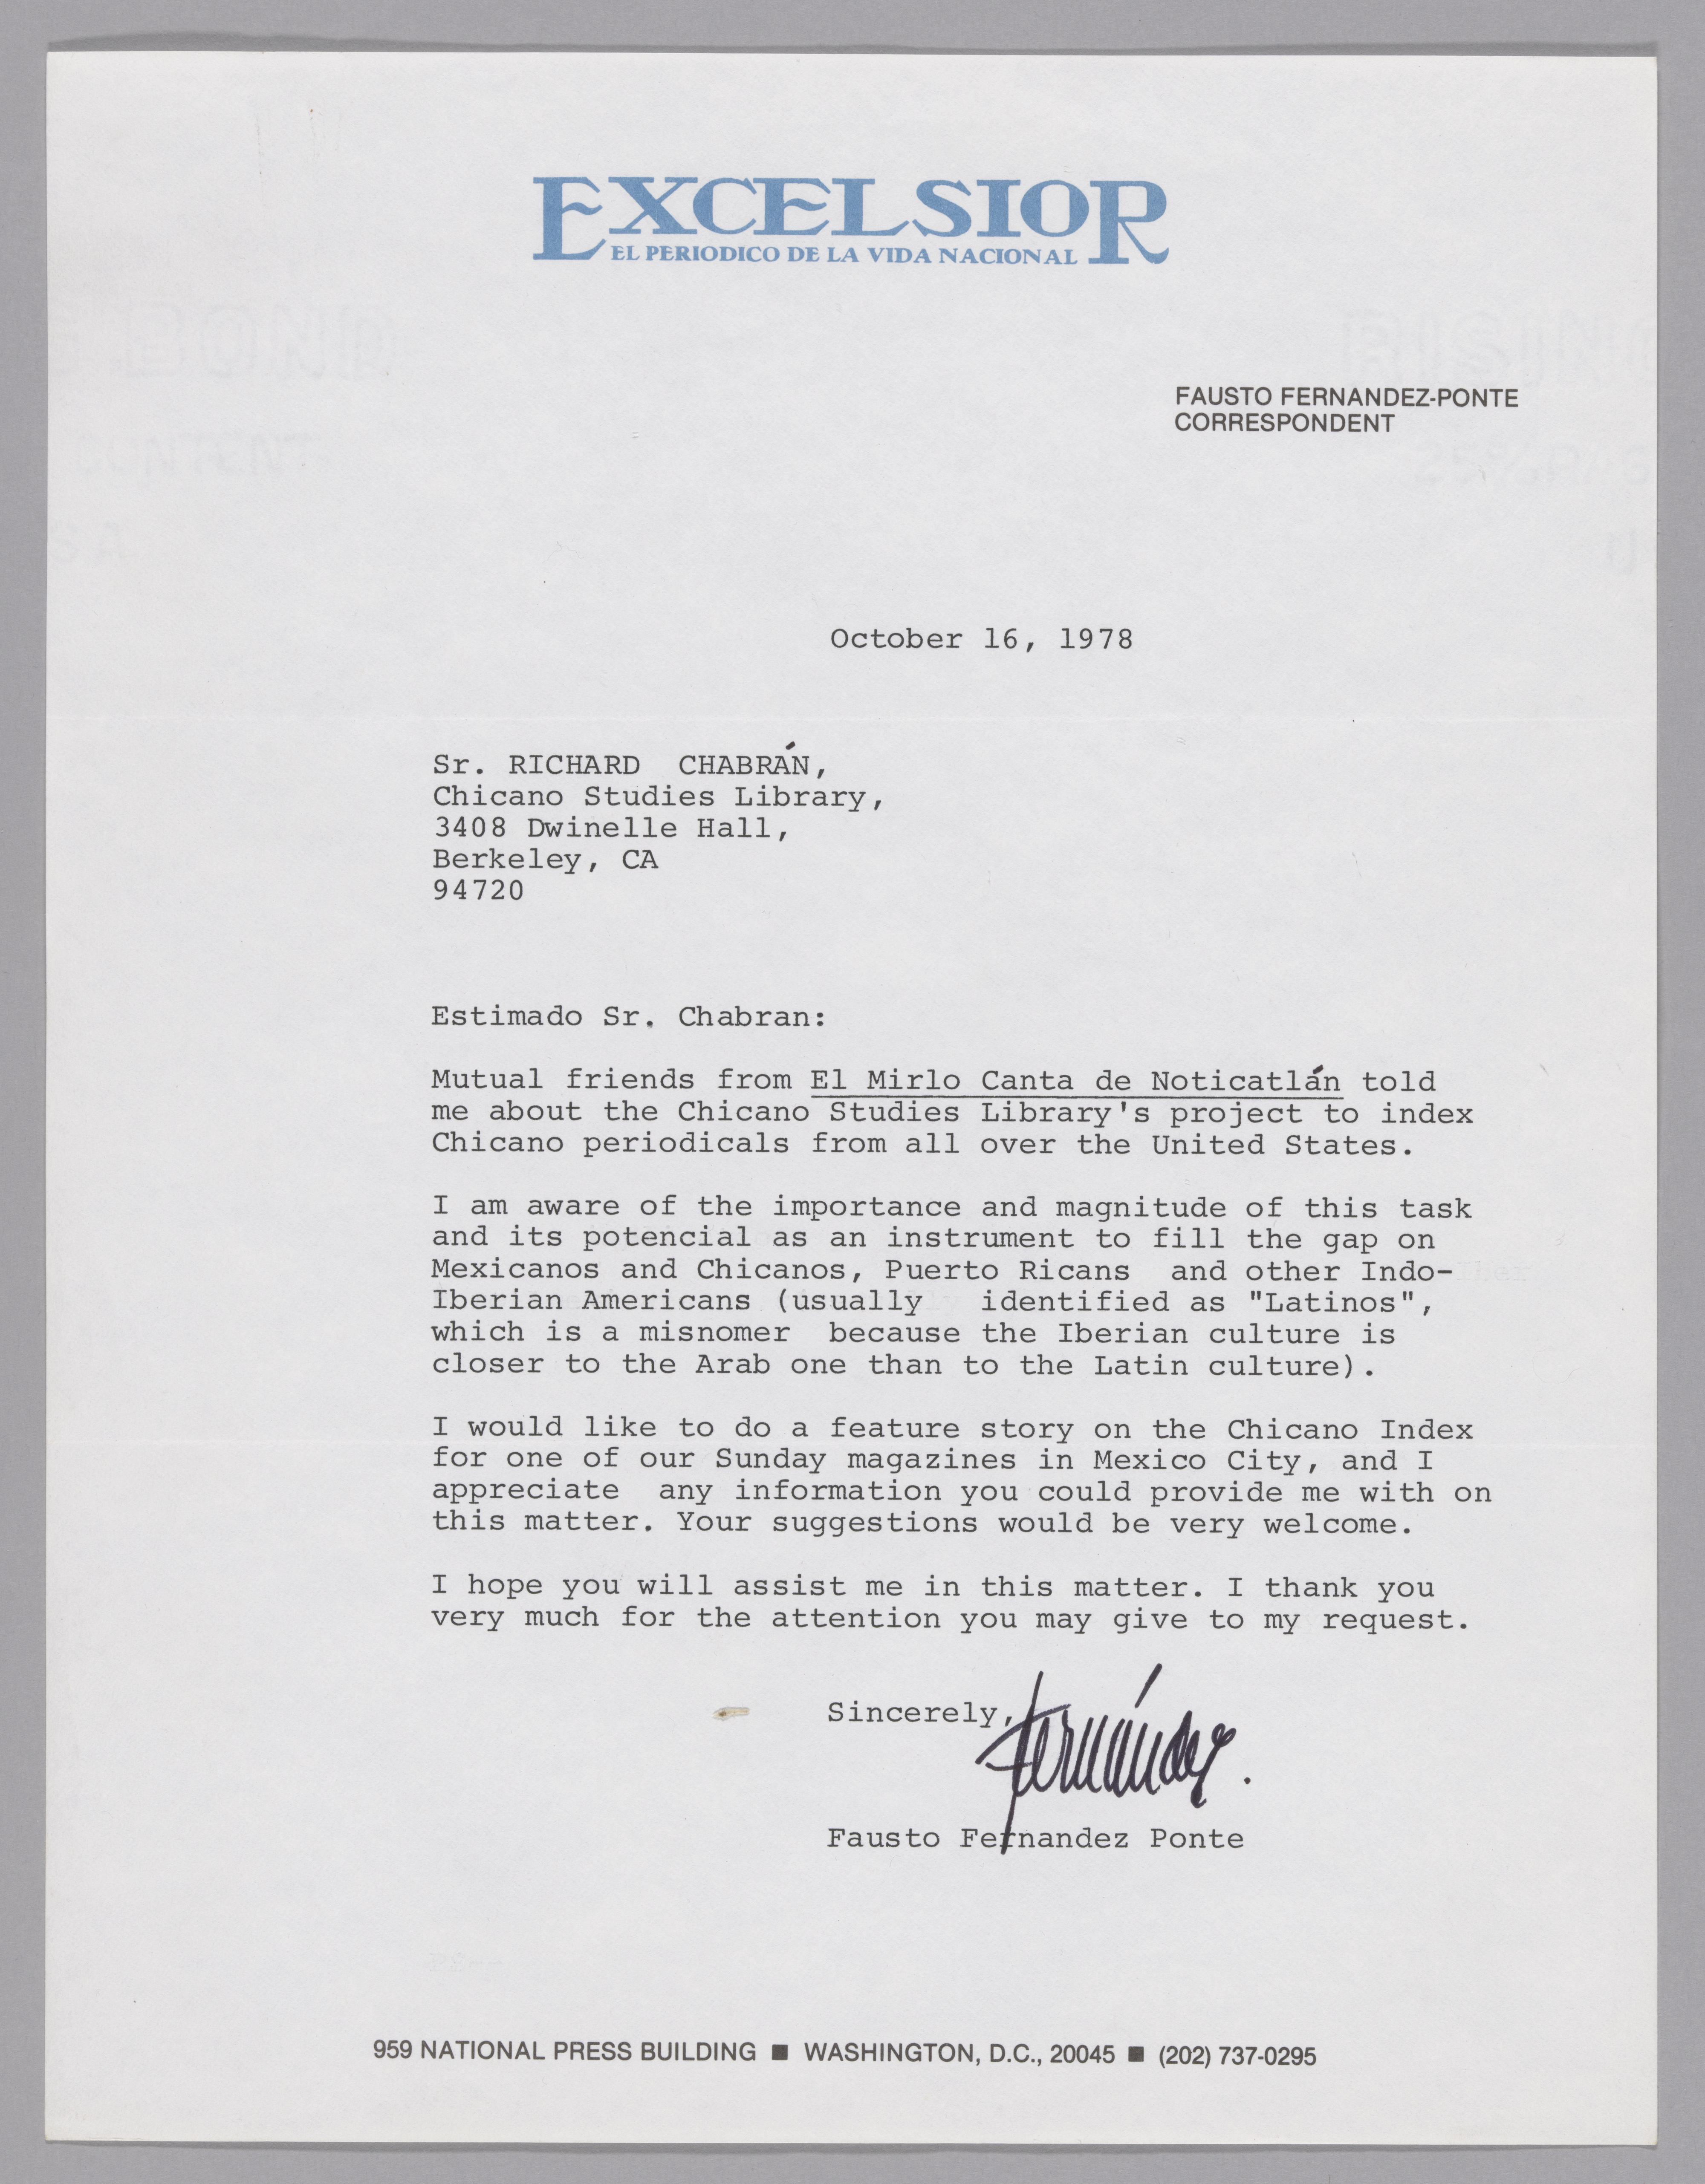 EXCELSIOR
EL PERIODICO DE LA VIDA NACIONAL
FAUSTO FERNANDEZ-PONTE
CORRESPONDENT
October 16, 1978
Sr. RICHARD CHABRÁN,
Chicano Studies Library,
3408 Dwinelle Hall,
Berkeley, CA
94720
Estimado Sr. Chabran:
Mutual friends from El Mirlo Canta de Noticatlán told
me about the Chicano Studies Library's project to index
Chicano periodicals from all over the United States.
I am aware of the importance and magnitude of this task
and its potencial as an instrument to fill the gap on
Mexicanos and Chicanos, Puerto Ricans and other Indo-
Iberian Americans (usually identified as "Latinos",
which is a misnomer because the Iberian culture is
closer to the Arab one than to the Latin culture).
I would like to do a feature story on the Chicano Index
for one of our Sunday magazines in Mexico City, and I
appreciate any information you could provide me with on
this matter. Your suggestions would be very welcome.
I hope you will assist me in this matter. I thank you
very much for the attention you may give to my request.
Sincerely,
Fernández.
Fausto Fernandez Ponte
959 NATIONAL PRESS BUILDING ■ WASHINGTON, D.C., 20045 ■ (202) 737-0295